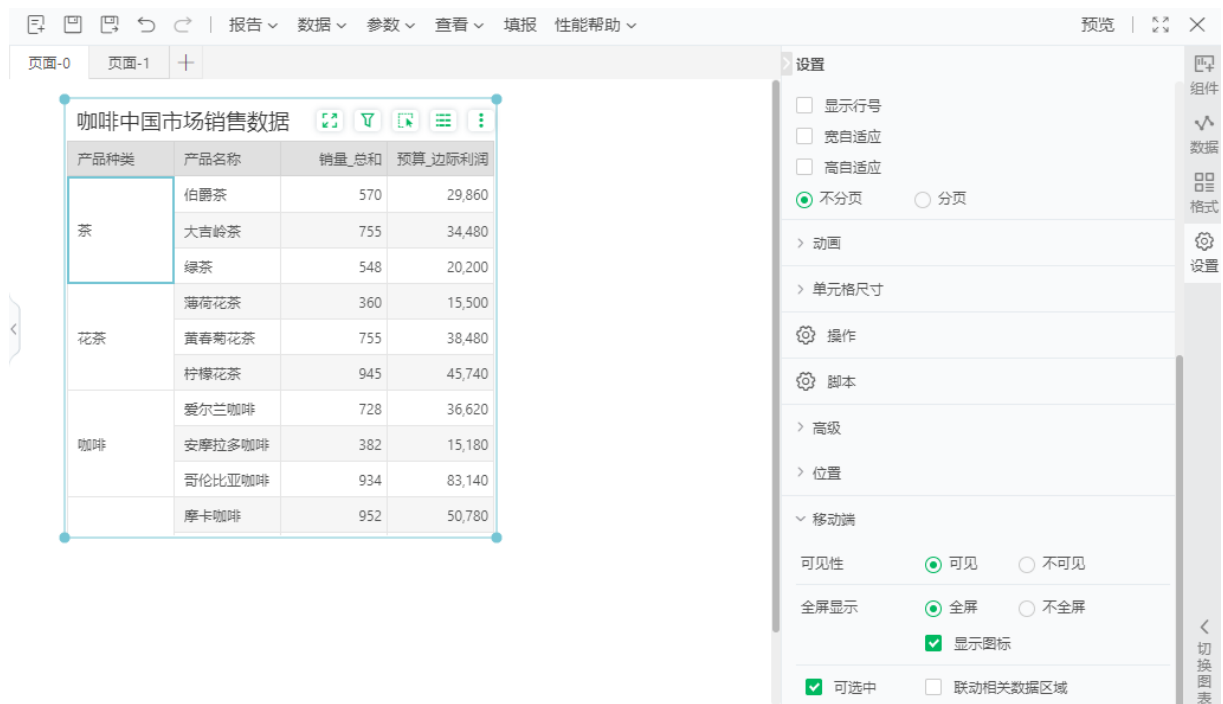 报告 数据 参数 查看 填报 性能帮助 预览
页面-0 页面-1
设置
组件
数据
格式
设置
咖啡中国市场销售数据
产品种类 产品名称 销量_总和 预算_边际利润
茶 伯爵茶 570 29,860
大吉岭茶 755 34,480
绿茶 548 20,200
花茶 薄荷花茶 360 15,500
黄春菊花茶 755 38,480
柠檬花茶 945 45,740
咖啡 爱尔兰咖啡 728 36,620
安摩拉多咖啡 382 15,180
哥伦比亚咖啡 934 83,140
摩卡咖啡 952 50,780
显示行号
宽自适应
高自适应
不分页 分页
动画
单元格尺寸
操作
脚本
高级
位置
移动端
可见性 可见 不可见
全屏显示 全屏 不全屏
显示图标
可选中 联动相关数据区域
切换图表